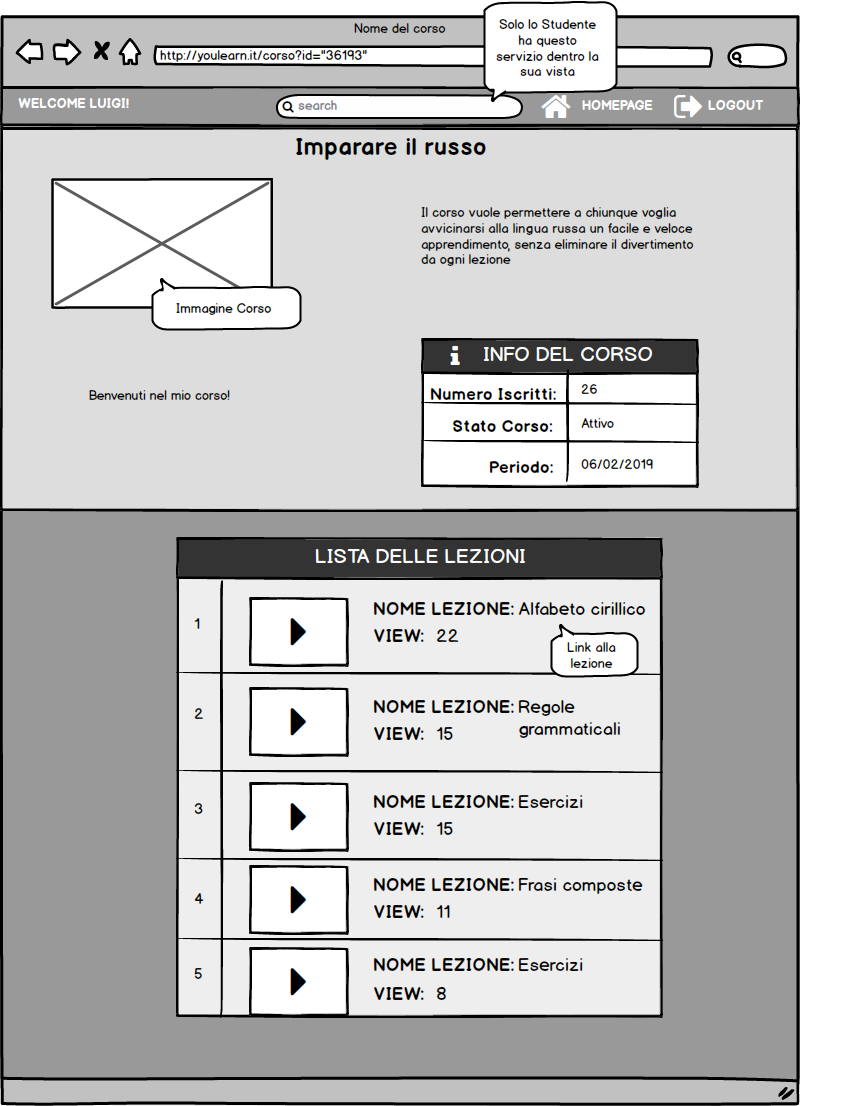 Nome del corso
Solo lo Studente
ha questo
servizio dentro la
sua vista
http://youlearn.it/corso?id="36193"
WELCOME LUIGI!
search
HOMEPAGE
LOGOUT
Imparare il russo
Il corso vuole permettere a chiunque voglia
avvicinarsi alla lingua russa un facile e veloce
apprendimento, senza eliminare il divertimento
da ogni lezione
Immagine Corso
Benvenuti nel mio corso!
INFO DEL CORSO
Numero Iscritti: 26
Stato Corso: Attivo
Periodo: 06/02/2019
LISTA DELLE LEZIONI
1
NOME LEZIONE: Alfabeto cirillico
VIEW: 22
Link alla
lezione
2
NOME LEZIONE: Regole
grammaticali
VIEW: 15
3
NOME LEZIONE: Esercizi
VIEW: 15
4
NOME LEZIONE: Frasi composte
VIEW: 11
5
NOME LEZIONE: Esercizi
VIEW: 8